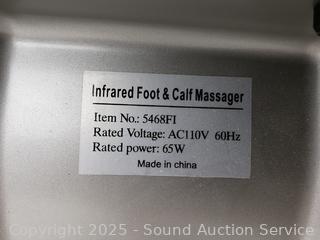 Infrared Foot & Calf Massager
Item No.: 5468FI
Rated Voltage: AC110V 60Hz
Rated power: 65W
Made in china
Copyright 2025 - Sound Auction Service